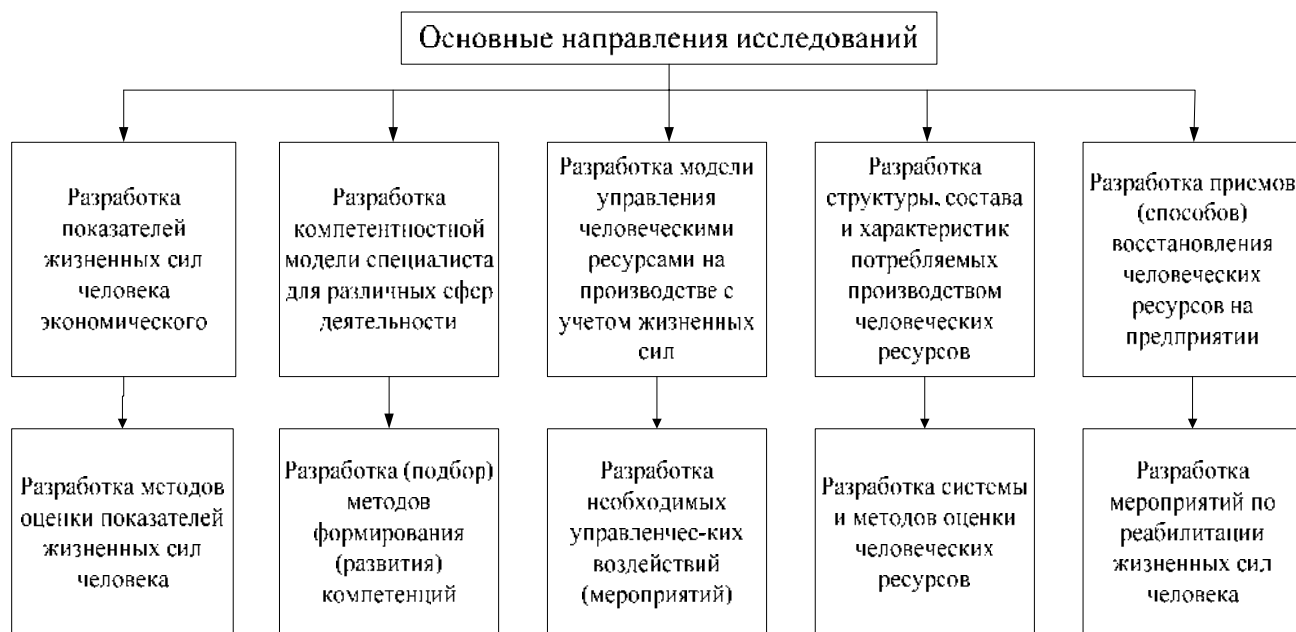 Основные направления исследований
Разработка
показателей
жизненных сил
человека
экономического
Разработка
компетентностной
модели специалиста
для различных сфер
деятельности
Разработка модели
управления
человеческими
ресурсами на
производстве с
учетом жизненных
сил
Разработка
структуры, состава
и характеристик
потребляемых
производством
человеческих
ресурсов
Разработка приемов
(способов)
восстановления
человеческих
ресурсов на
предприятии
Разработка методов
оценки показателей
жизненных сил
человека
Разработка (подбор)
методов
формирования
(развития)
компетенций
Разработка
необходимых
управленчес-ких
воздействий
(мероприятий)
Разработка системы
и методов оценки
человеческих
ресурсов
Разработка
мероприятий по
реабилитации
жизненных сил
человека